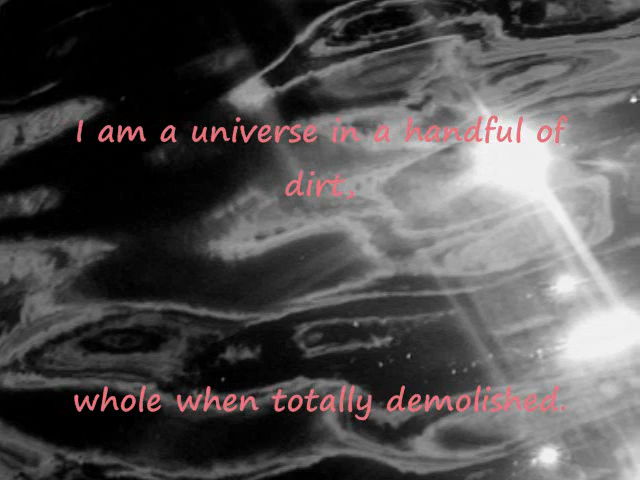 I am a universe in a handful of
dirt,
whole when totally demolished.